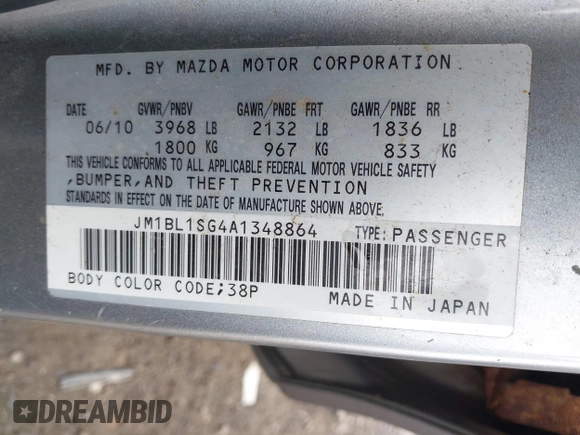 MFD. BY MAZDA MOTOR CORPORATION
DATE GVWR/PNBV GAWR/PNBE FRT GAWR/PNBE RR
06/10 3968 LB 2132 LB 1836 LB
1800 KG 967 KG 833 KG
THIS VEHICLE CONFORMS TO ALL APPLICABLE FEDERAL MOTOR VEHICLE SAFETY
,BUMPER,AND THEFT PREVENTION
STANDARDS IN EFFECT ON THE DATE OF MANUFACTURE SHOWN ABOVE.
JM1BL1SG4A1348864 TYPE: PASSENGER
BODY COLOR CODE;38P MADE IN JAPAN
DREAMBID